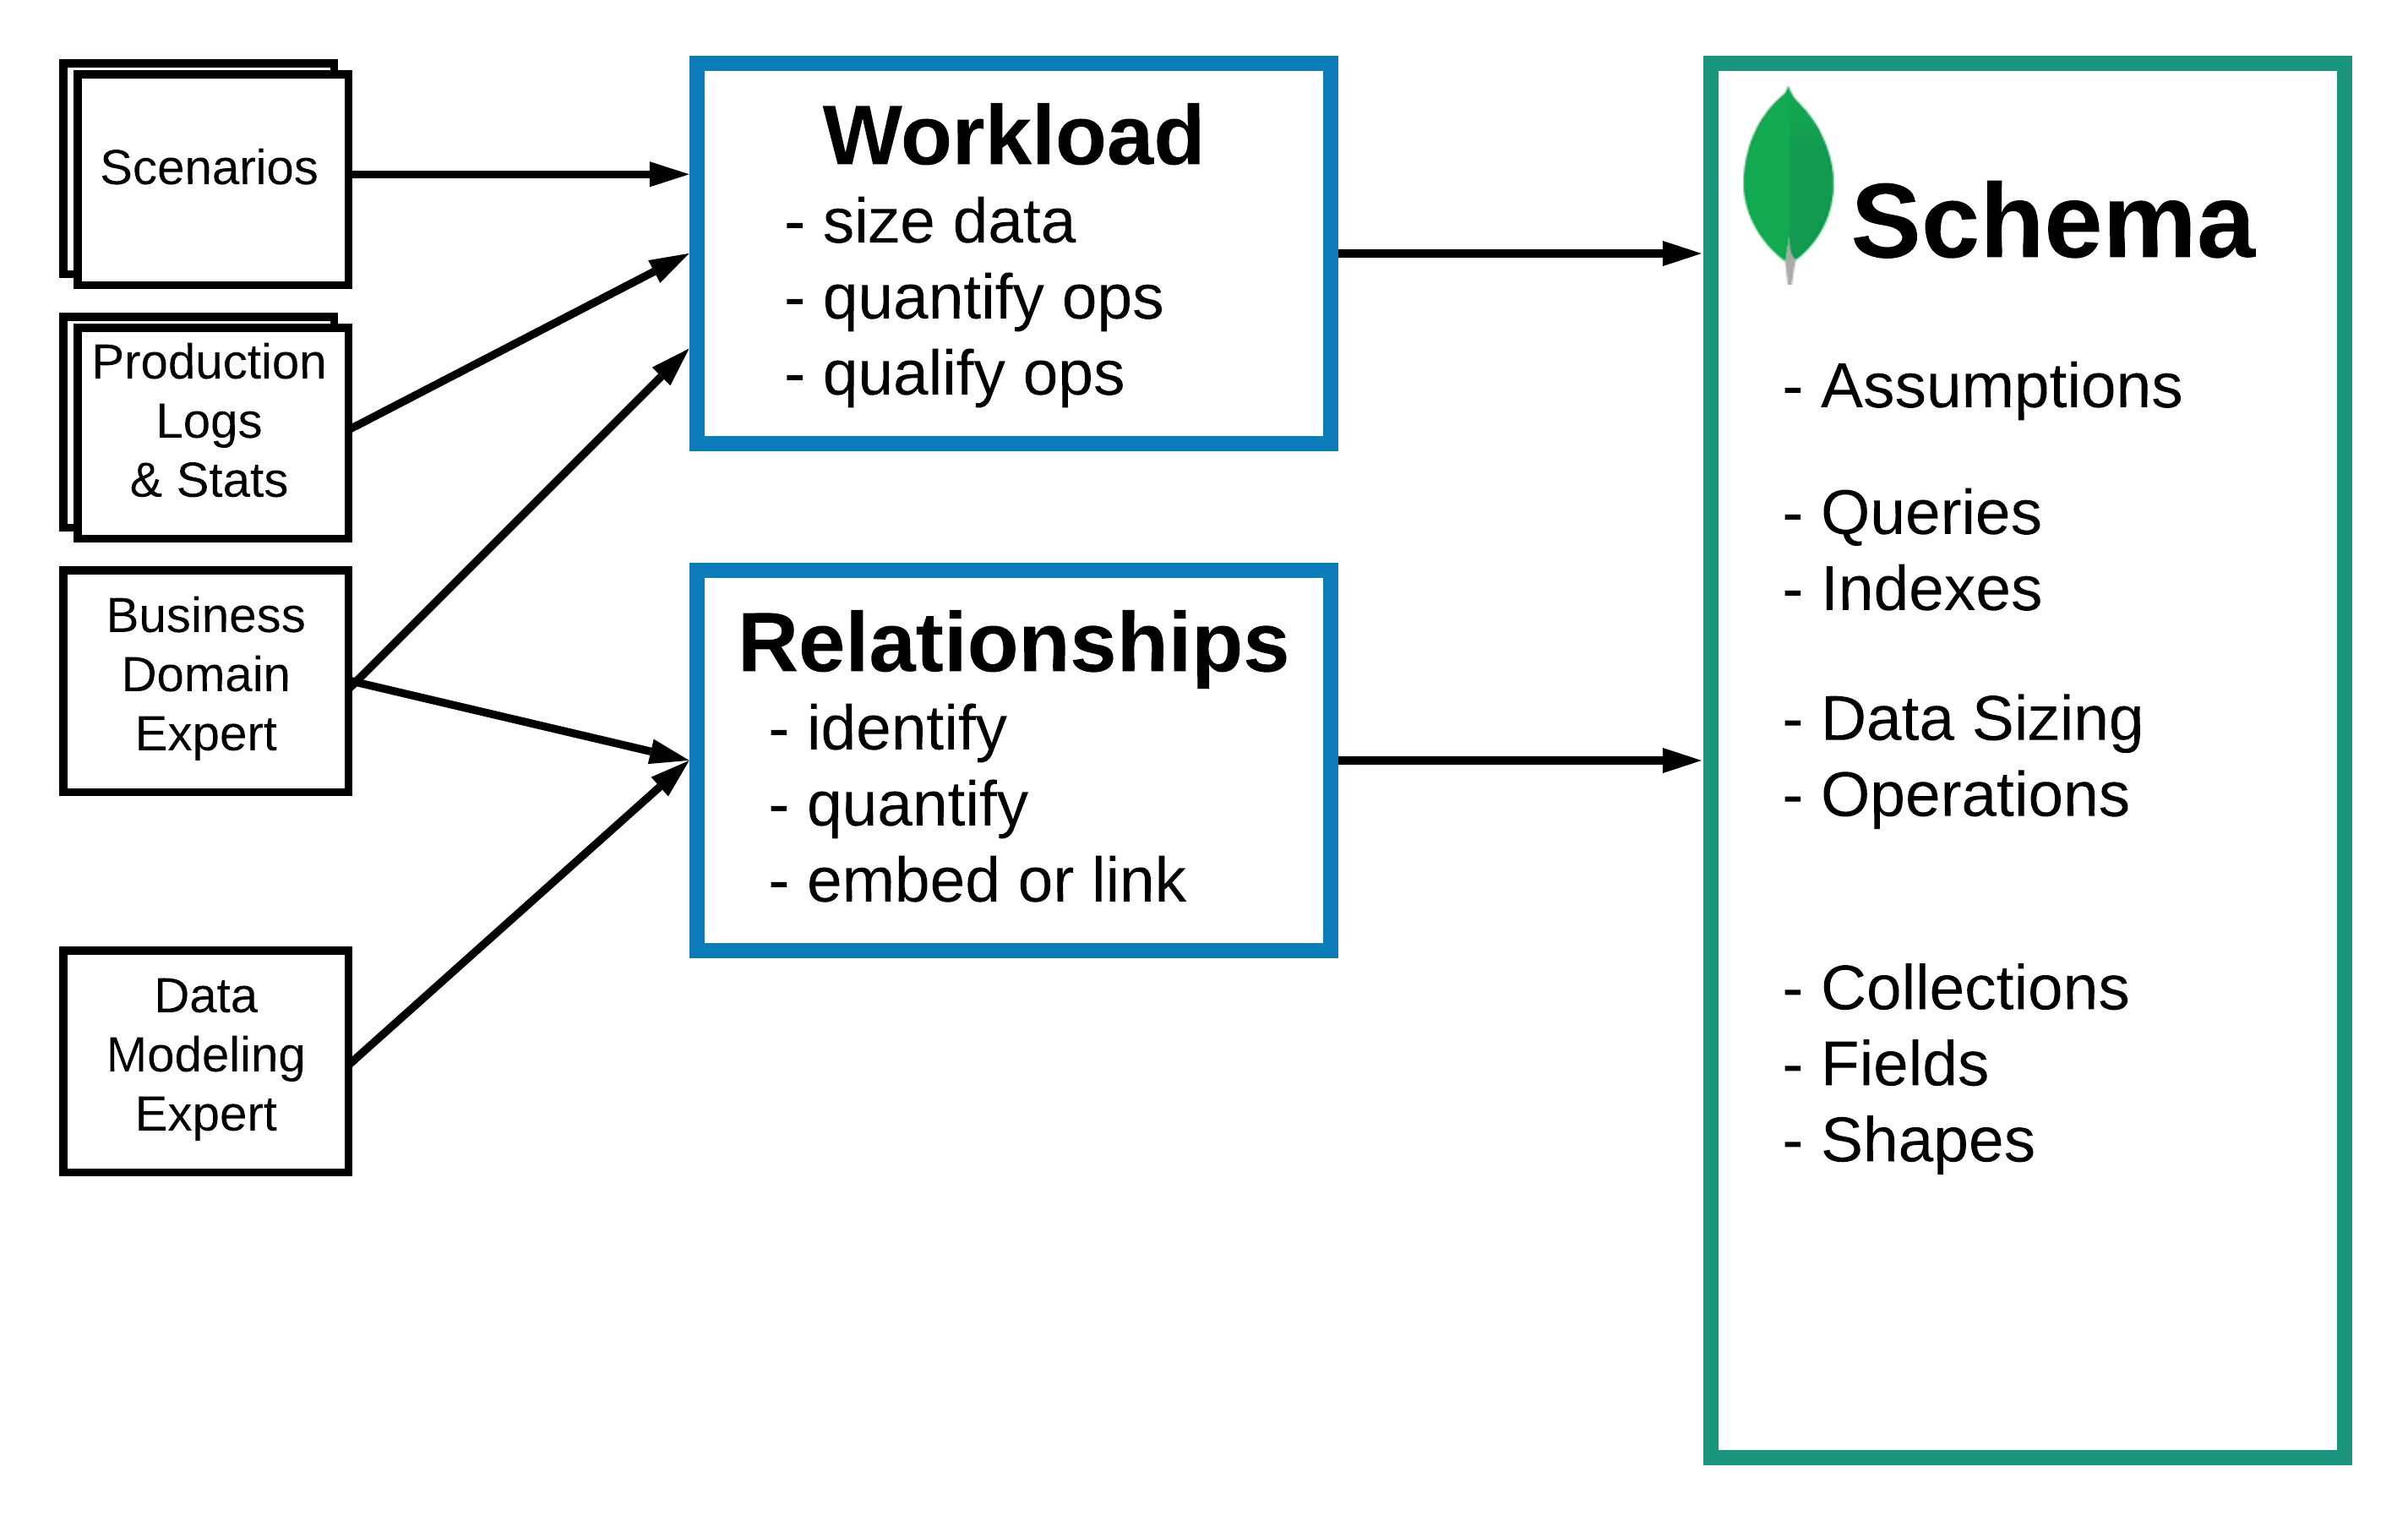 Scenarios
Production
Logs
& Stats
Business
Domain
Expert
Data
Modeling
Expert
Workload
- size data
- quantify ops
- qualify ops
Relationships
- identify
- quantify
- embed or link
Schema
- Assumptions
- Queries
- Indexes
- Data Sizing
- Operations
- Collections
- Fields
- Shapes